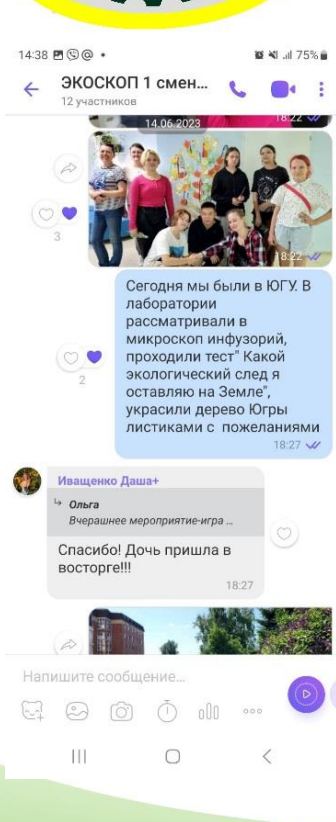 14:38
75%
ЭКОСКОП 1 смен...
12 участников
14.06.2023
18:22
3
18:22
Сегодня мы были в ЮГУ. В
лаборатории
рассматривали в
микроскоп инфузорий,
проходили тест" Какой
экологический след я
оставляю на Земле",
украсили дерево Югры
листиками с пожеланиями
2
18:27
Иващенко Даша+
Ольга
Вчерашнее мероприятие-игра ...
Спасибо! Дочь пришла в
восторге!!!
18:27
Напишите сообщение...